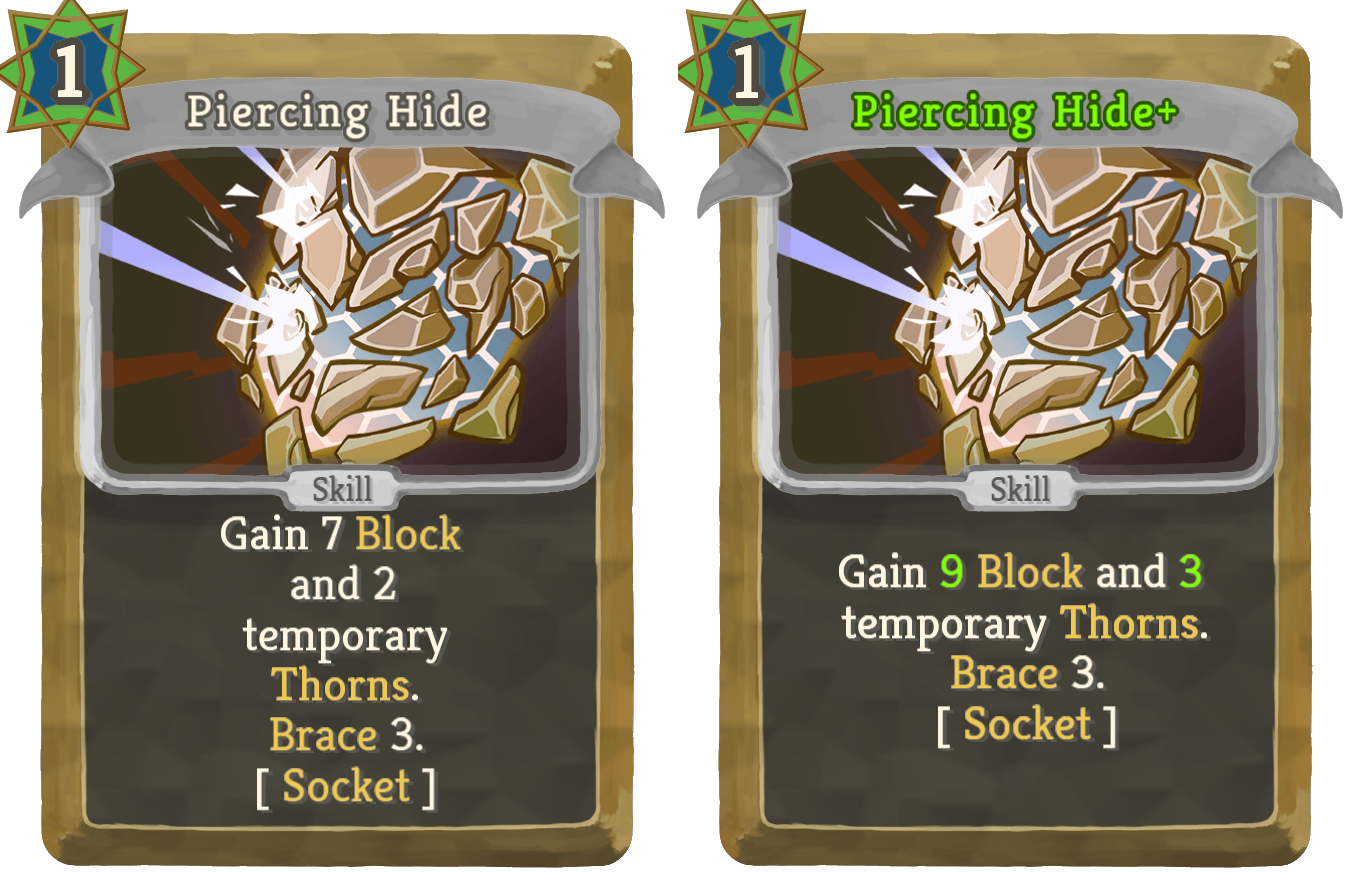 1
Piercing Hide
Skill
Gain 7 Block
and 2
temporary
Thorns.
Brace 3.
[ Socket ]
1
Piercing Hide+
Skill
Gain 9 Block and 3
temporary Thorns.
Brace 3.
[ Socket ]